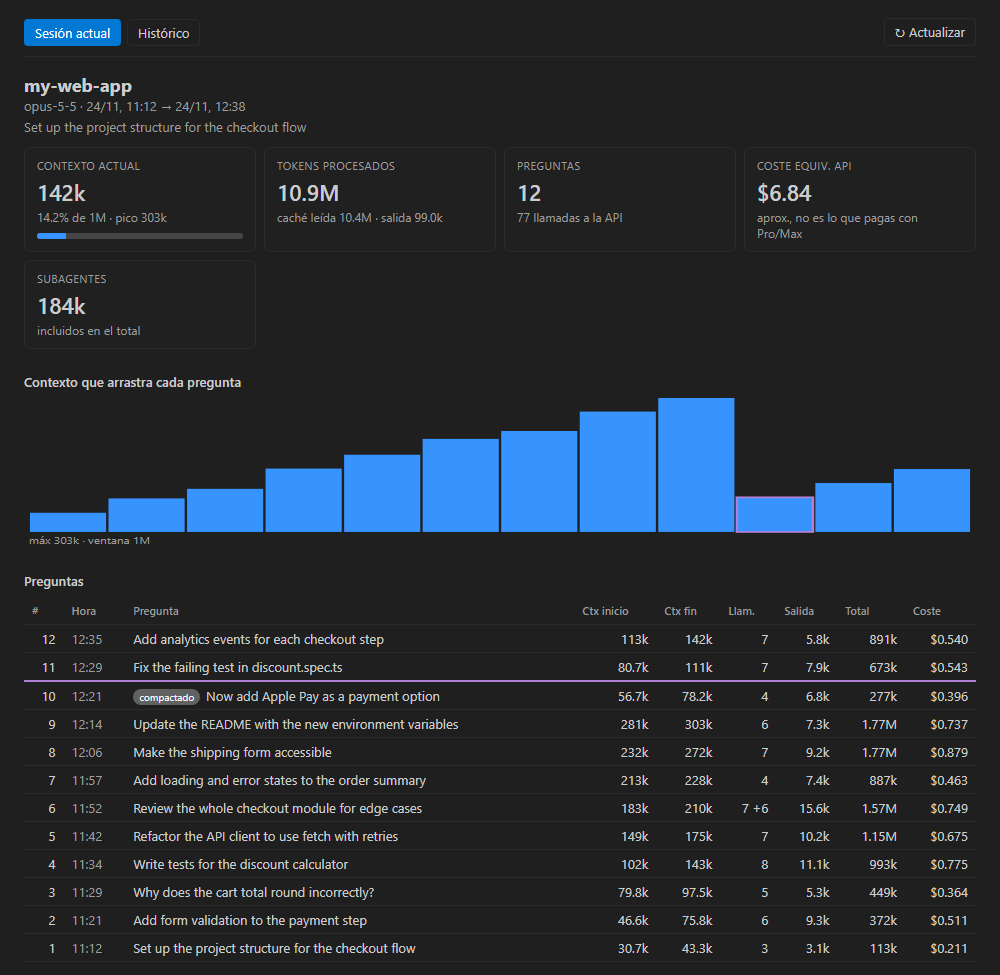 Sesión actual Histórico ↻ Actualizar
my-web-app
opus-5-5 · 24/11, 11:12 → 24/11, 12:38
Set up the project structure for the checkout flow
CONTEXTO ACTUAL
142k
14.2% de 1M · pico 303k
TOKENS PROCESADOS
10.9M
caché leída 10.4M · salida 99.0k
PREGUNTAS
12
77 llamadas a la API
COSTE EQUIV. API
$6.84
aprox., no es lo que pagas con
Pro/Max
SUBAGENTES
184k
incluidos en el total
Contexto que arrastra cada pregunta
máx 303k · ventana 1M
Preguntas
# Hora Pregunta Ctx inicio Ctx fin Llam. Salida Total Coste
12 12:35 Add analytics events for each checkout step 113k 142k 7 5.8k 891k $0.540
11 12:29 Fix the failing test in discount.spec.ts 80.7k 111k 7 7.9k 673k $0.543
10 12:21 compactado Now add Apple Pay as a payment option 56.7k 78.2k 4 6.8k 277k $0.396
9 12:14 Update the README with the new environment variables 281k 303k 6 7.3k 1.77M $0.737
8 12:06 Make the shipping form accessible 232k 272k 7 9.2k 1.77M $0.879
7 11:57 Add loading and error states to the order summary 213k 228k 4 7.4k 887k $0.463
6 11:52 Review the whole checkout module for edge cases 183k 210k 7 +6 15.6k 1.57M $0.749
5 11:42 Refactor the API client to use fetch with retries 149k 175k 7 10.2k 1.15M $0.675
4 11:34 Write tests for the discount calculator 102k 143k 8 11.1k 993k $0.775
3 11:29 Why does the cart total round incorrectly? 79.8k 97.5k 5 5.3k 449k $0.364
2 11:21 Add form validation to the payment step 46.6k 75.8k 6 9.3k 372k $0.511
1 11:12 Set up the project structure for the checkout flow 30.7k 43.3k 3 3.1k 113k $0.211